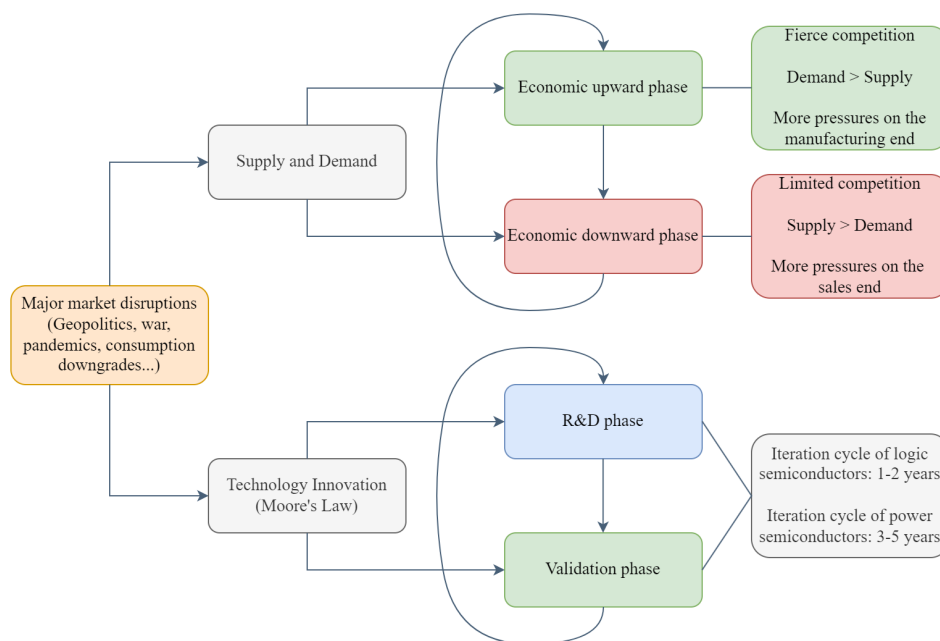 Economic upward phase
Fierce competition
Demand > Supply
More pressures on the
manufacturing end
Supply and Demand
Economic downward phase
Limited competition
Supply > Demand
More pressures on the
sales end
Major market disruptions
(Geopolitics, war,
pandemics, consumption
downgrades...)
R&D phase
Technology Innovation
(Moore's Law)
Validation phase
Iteration cycle of logic
semiconductors: 1-2 years
Iteration cycle of power
semiconductors: 3-5 years